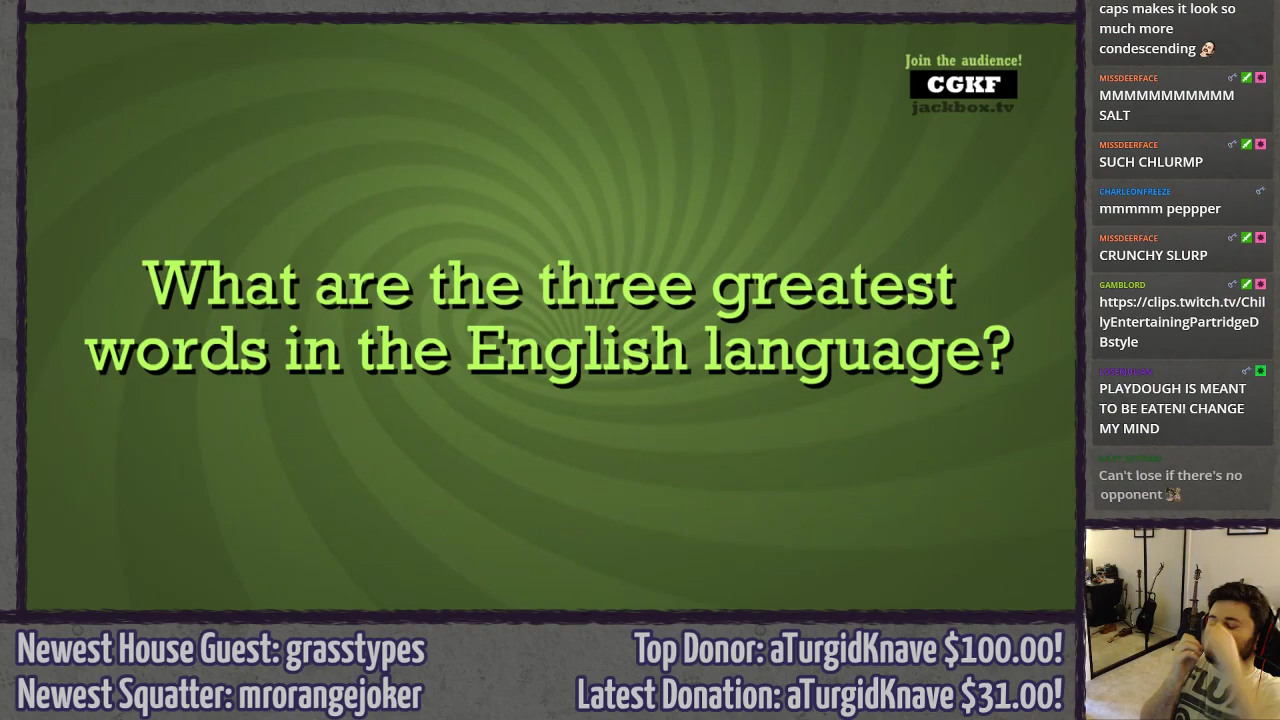 Join the audience!
CGKF
jackbox.tv
What are the three greatest
words in the English language?
caps makes it look so
much more
condescending
MISSDEERFACE
MMMMMMMMMMM
SALT
MISSDEERFACE
SUCH CHLURMP
CHARLEONFREEZE
mmmmm peppper
MISSDEERFACE
CRUNCHY SLURP
GAMBLORD
https://clips.twitch.tv/Chil
lyEntertainingPartridgeD
Bstyle
PLAYDOUGH IS MEANT
TO BE EATEN! CHANGE
MY MIND
Can't lose if there's no
opponent
Newest House Guest: grasstypes
Newest Squatter: mrorangejoker
Top Donor: aTurgidKnave $100.00!
Latest Donation: aTurgidKnave $31.00!